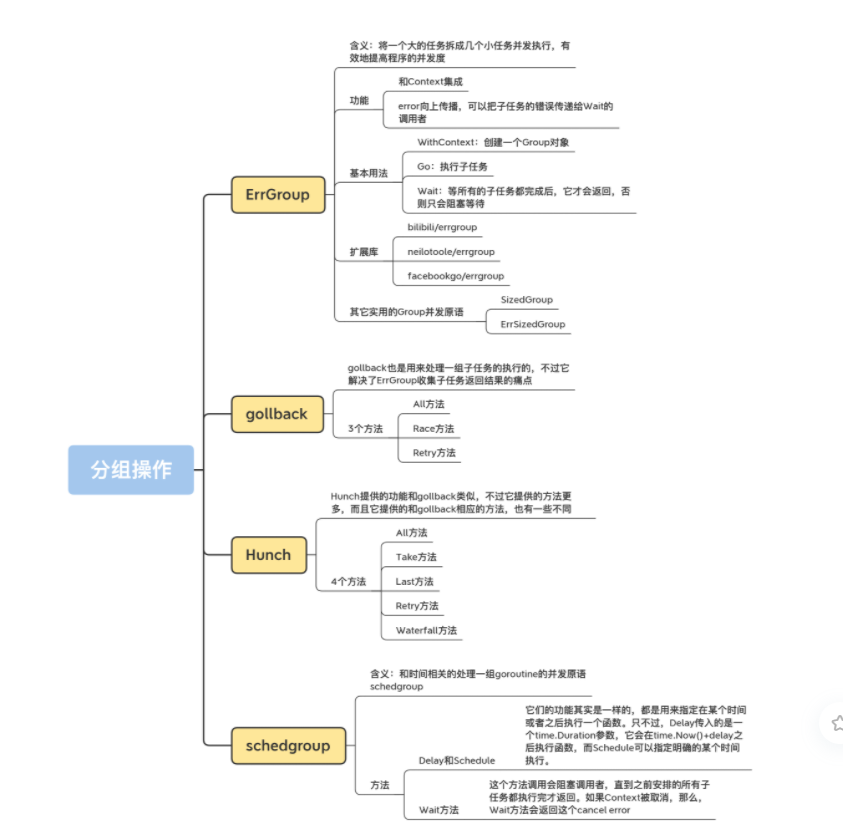 分组操作
ErrGroup
含义：将一个大的任务拆成几个小任务并发执行，有
效地提高程序的并发度
功能
和Context集成
error向上传播，可以把子任务的错误传递给Wait的
调用者
基本用法
WithContext：创建一个Group对象
Go：执行子任务
Wait：等所有的子任务都完成后，它才会返回，否
则只会阻塞等待
扩展库
bilibili/errgroup
neilotoole/errgroup
facebookgo/errgroup
其它实用的Group并发原语
SizedGroup
ErrSizedGroup
gollback
gollback也是用来处理一组子任务的执行的，不过它
解决了ErrGroup收集子任务返回结果的痛点
3个方法
All方法
Race方法
Retry方法
Hunch
Hunch提供的功能和gollback类似，不过它提供的方法更
多，而且它提供的和gollback相应的方法，也有一些不同
4个方法
All方法
Take方法
Last方法
Retry方法
Waterfall方法
schedgroup
含义：和时间相关的处理一组goroutine的并发原语
schedgroup
方法
Delay和Schedule
它们的功能其实是一样的，都是用来指定在某个时间
或者之后执行一个函数。只不过，Delay传入的是一
个time.Duration参数，它会在time.Now()+delay之
后执行函数，而Schedule可以指定明确的某个时间
执行。
Wait方法
这个方法调用会阻塞调用者，直到之前安排的所有子
任务都执行完才返回。如果Context被取消，那么，
Wait方法会返回这个cancel error